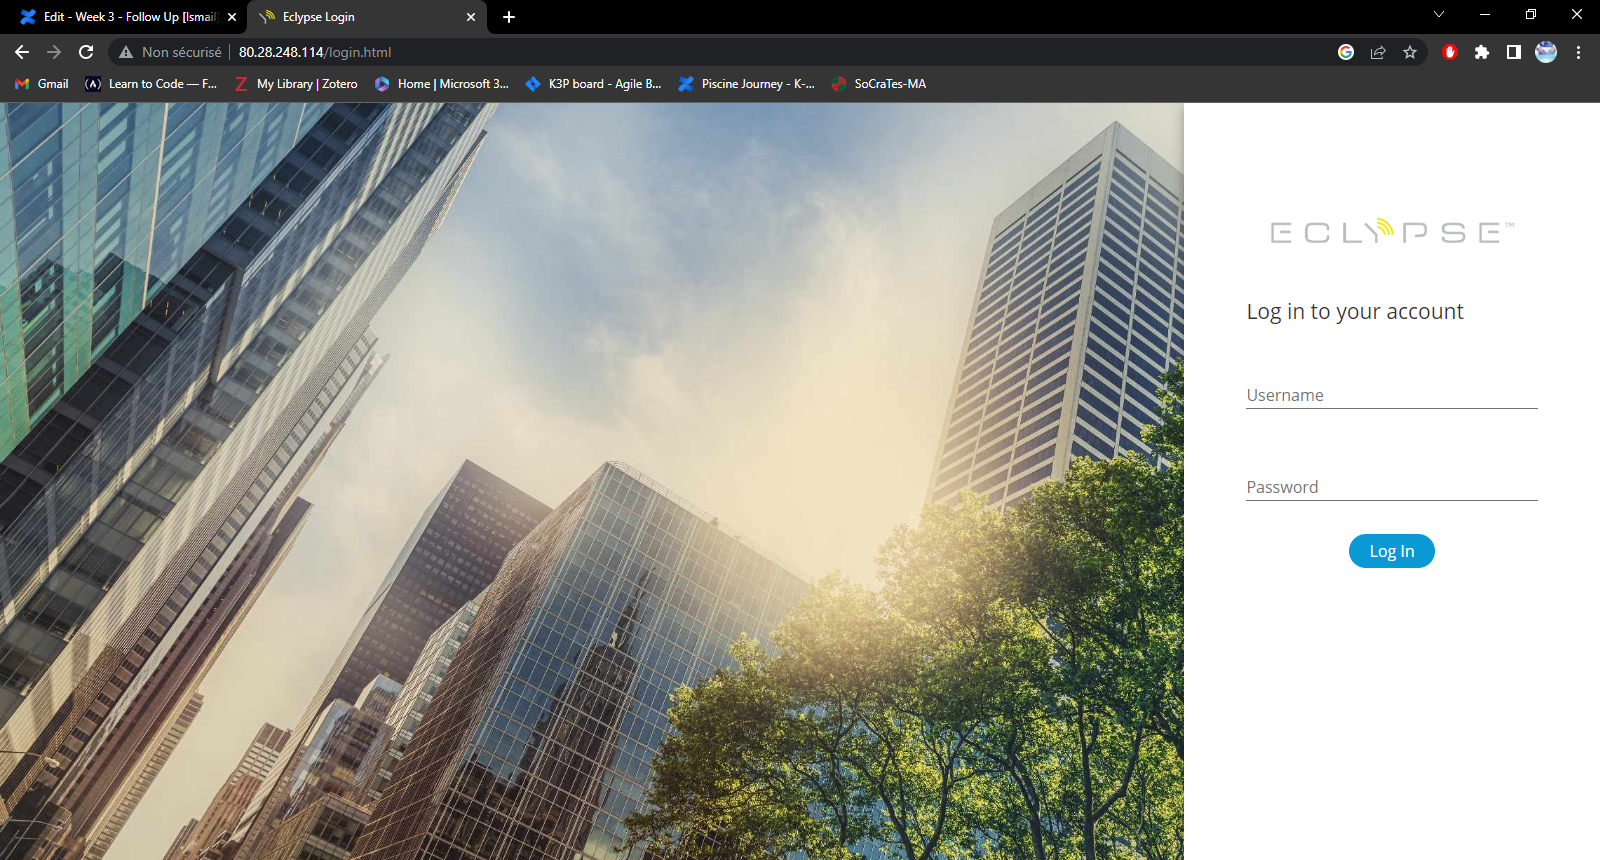 Edit - Week 3 - Follow Up [Ismail]
Eclypse Login
Non sécurisé
80.28.248.114/login.html
Gmail
Learn to Code — F...
My Library | Zotero
Home | Microsoft 3...
K3P board - Agile B...
Piscine Journey - K-...
SoCraTes-MA
ECLYPSE™
Log in to your account
Username
Password
Log In